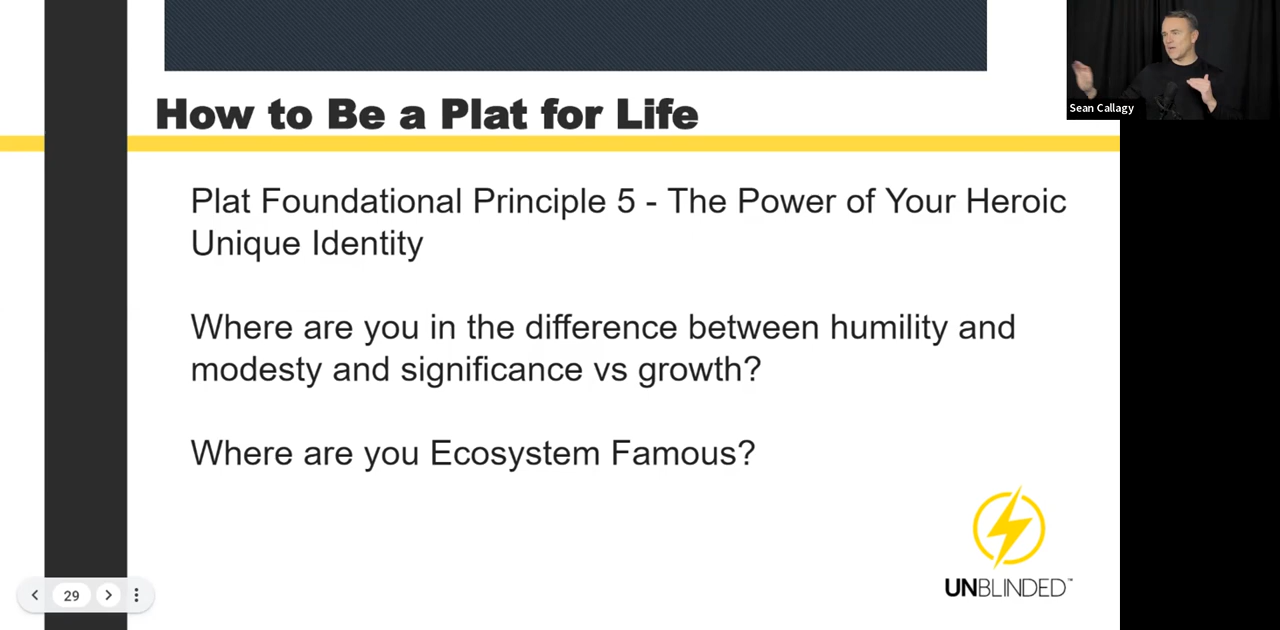 Sean Callagy
How to Be a Plat for Life
Plat Foundational Principle 5 - The Power of Your Heroic
Unique Identity
Where are you in the difference between humility and
modesty and significance vs growth?
Where are you Ecosystem Famous?
UNBLINDED™
29